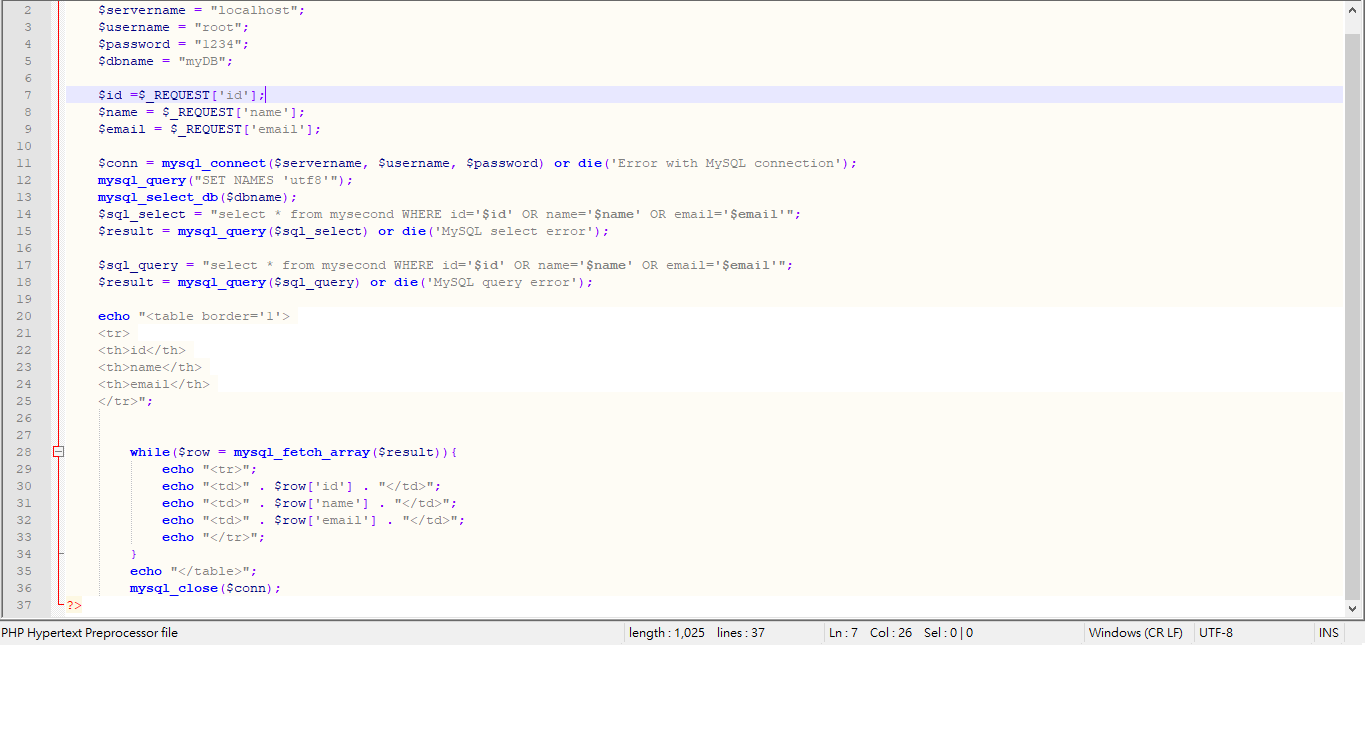 2 $servername = "localhost";
3 $username = "root";
4 $password = "1234";
5 $dbname = "myDB";
6
7 $id =$_REQUEST['id'];
8 $name = $_REQUEST['name'];
9 $email = $_REQUEST['email'];
10
11 $conn = mysql_connect($servername, $username, $password) or die('Error with MySQL connection');
12 mysql_query("SET NAMES 'utf8'");
13 mysql_select_db($dbname);
14 $sql_select = "select * from mysecond WHERE id='$id' OR name='$name' OR email='$email'";
15 $result = mysql_query($sql_select) or die('MySQL select error');
16
17 $sql_query = "select * from mysecond WHERE id='$id' OR name='$name' OR email='$email'";
18 $result = mysql_query($sql_query) or die('MySQL query error');
19
20 echo "<table border='1'>
21 <tr>
22 <th>id</th>
23 <th>name</th>
24 <th>email</th>
25 </tr>";
26
27
28 while($row = mysql_fetch_array($result)){
29 echo "<tr>";
30 echo "<td>" . $row['id'] . "</td>";
31 echo "<td>" . $row['name'] . "</td>";
32 echo "<td>" . $row['email'] . "</td>";
33 echo "</tr>";
34 }
35 echo "</table>";
36 mysql_close($conn);
37 ?>
PHP Hypertext Preprocessor file length : 1,025 lines : 37 Ln : 7 Col : 26 Sel : 0 | 0 Windows (CR LF) UTF-8 INS